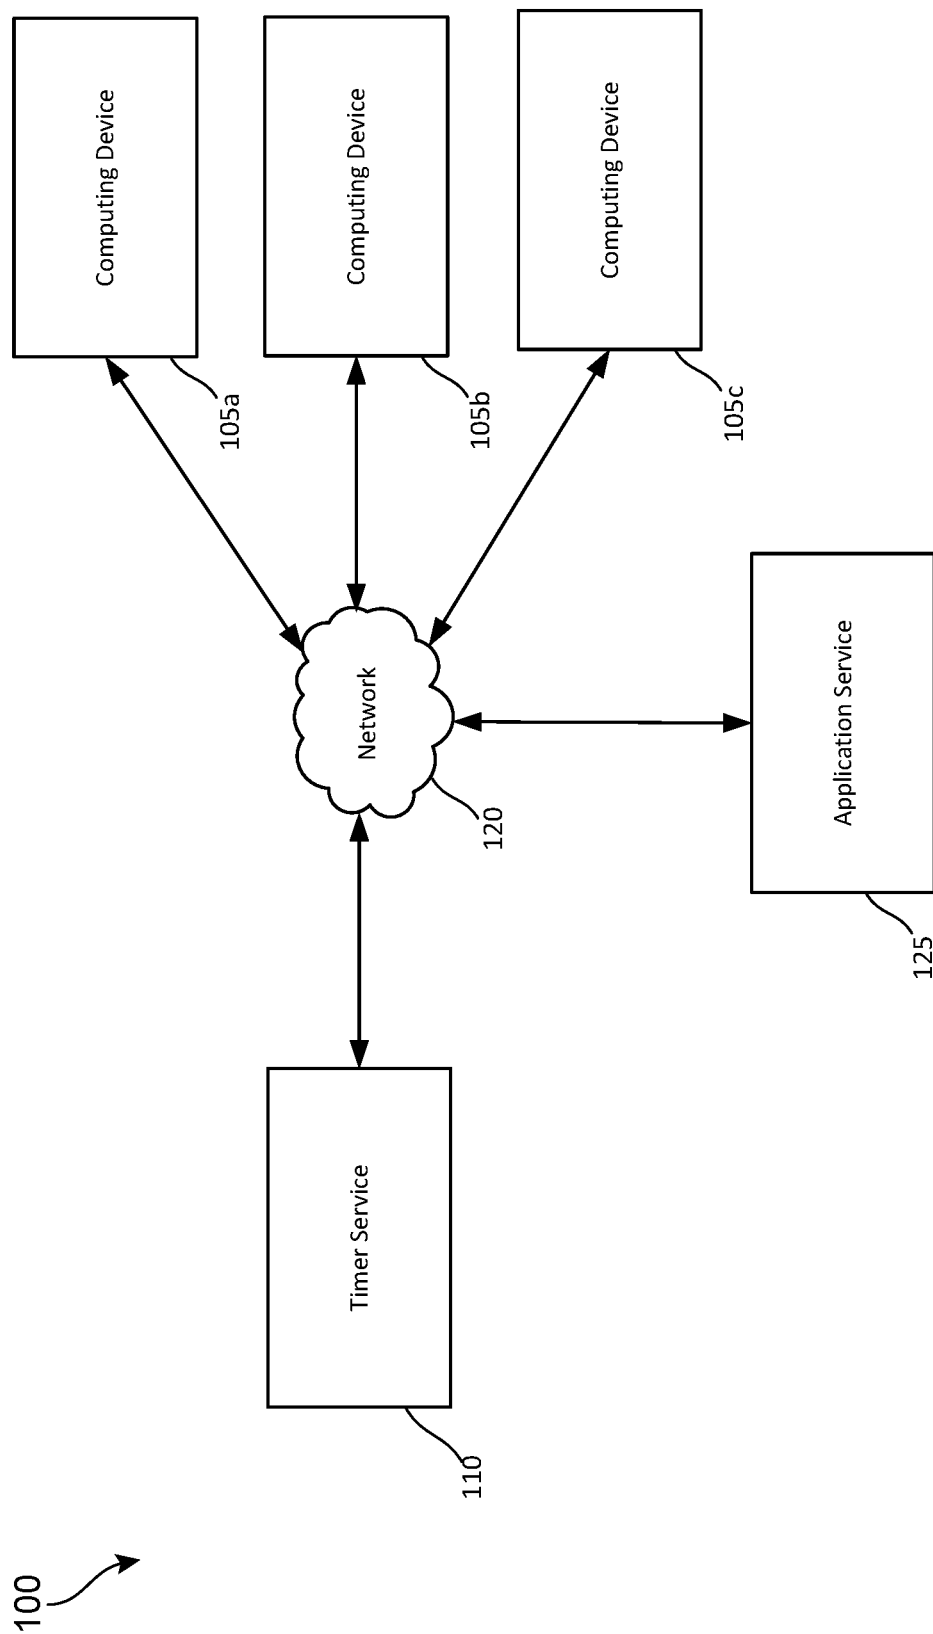 100
Timer Service
110
Network
120
Computing Device
105a
Computing Device
105b
Computing Device
105c
Application Service
125